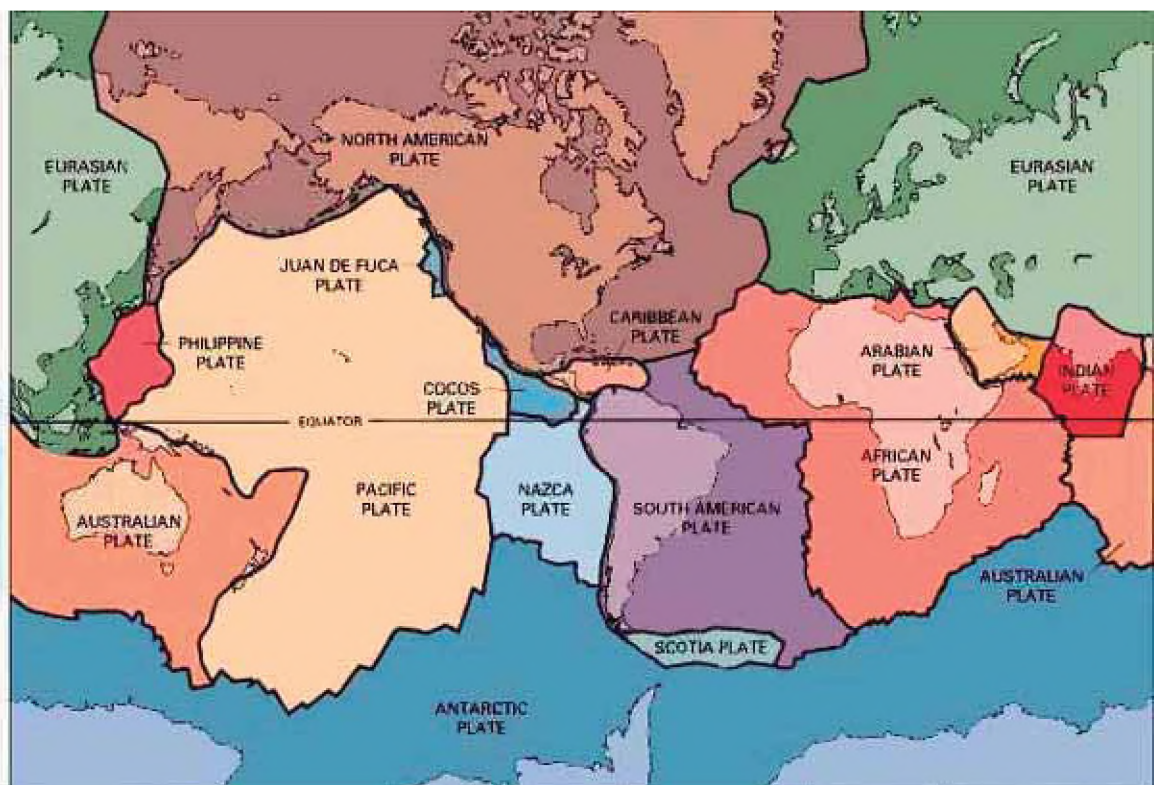 NORTH AMERICAN
PLATE
EURASIAN
PLATE
EURASIAN
PLATE
JUAN DE FUCA
PLATE
CARIBBEAN
PLATE
PHILIPPINE
PLATE
ARABIAN
PLATE
INDIAN
PLATE
COCOS
PLATE
EQUATOR
AFRICAN
PLATE
PACIFIC
PLATE
NAZCA
PLATE
SOUTH AMERICAN
PLATE
AUSTRALIAN
PLATE
AUSTRALIAN
PLATE
SCOTIA PLATE
ANTARCTIC
PLATE